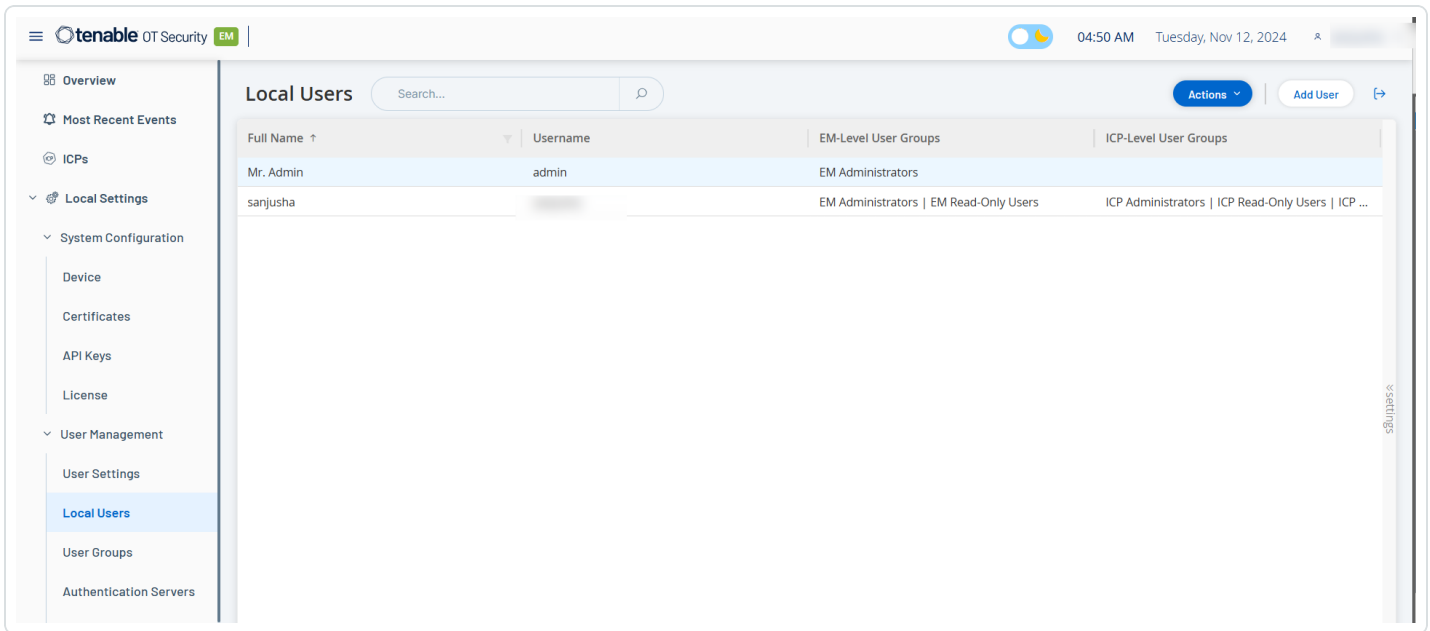 tenable OT Security EM
04:50 AM Tuesday, Nov 12, 2024
Overview
Most Recent Events
ICPs
Local Settings
System Configuration
Device
Certificates
API Keys
License
User Management
User Settings
Local Users
User Groups
Authentication Servers
Local Users Search... Actions Add User
Full Name ↑ Username EM-Level User Groups ICP-Level User Groups
Mr. Admin admin EM Administrators
sanjusha EM Administrators | EM Read-Only Users ICP Administrators | ICP Read-Only Users | ICP ...
«settings